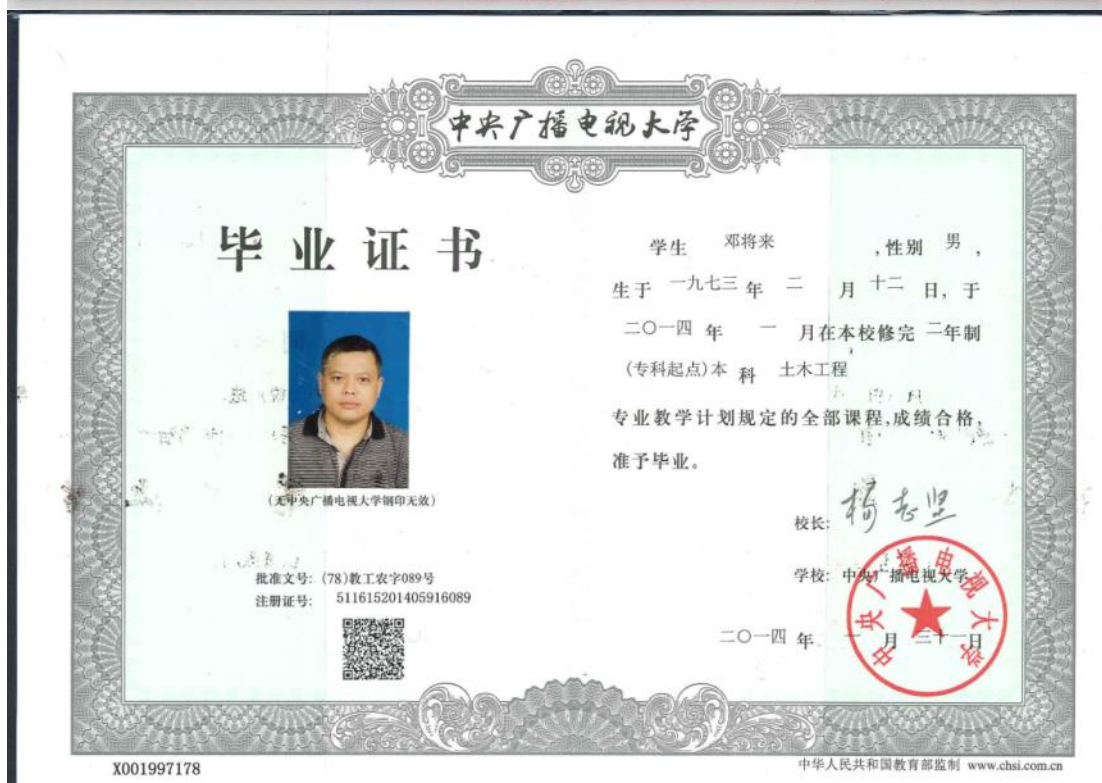 中央广播电视大学
毕业证书
(无中央广播电视大学钢印无效)
批准文号: (78)教工农字089号
注册证号: 511615201405916089
学生 邓将来 ,性别 男 ,
生于 一九七三 年 二 月 十二 日, 于
二〇一四 年 一 月在本校修完 二年制
(专科起点)本 科 土木工程
专业教学计划规定的全部课程,成绩合格,
准予毕业。
校长: 杨志坚
学校: 中央广播电视大学
二〇一四 年 一 月 三十一日
中央广播电视大学
X001997178
中华人民共和国教育部监制 www.chsi.com.cn